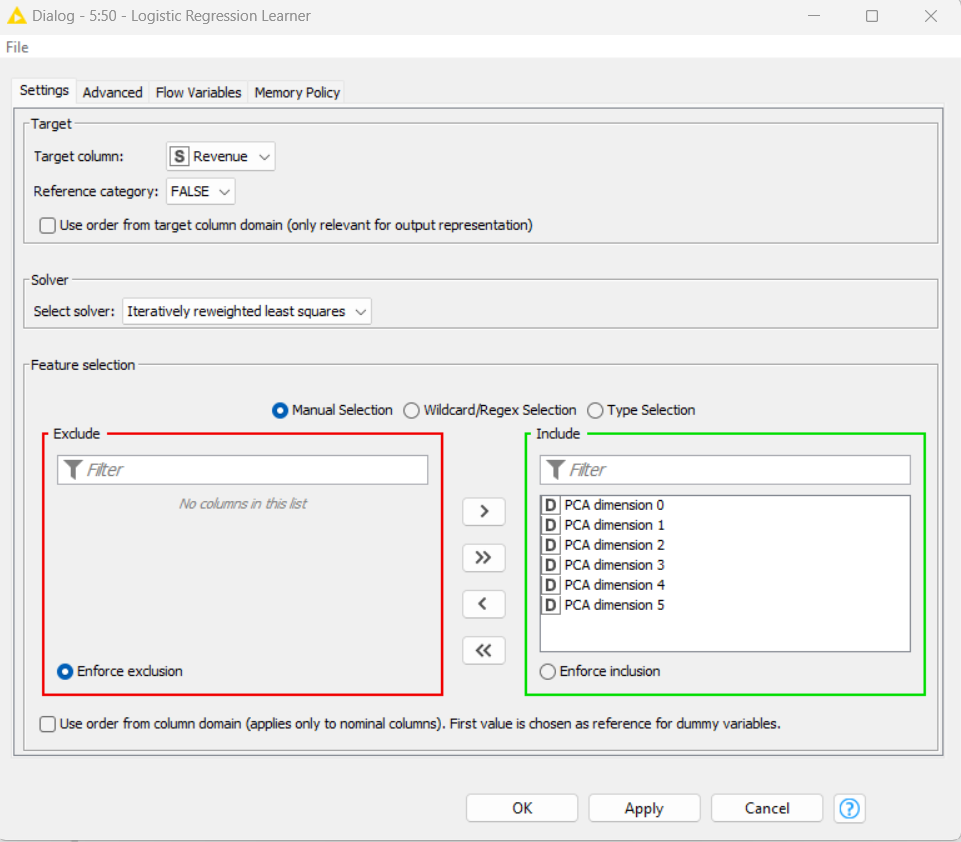 Dialog - 5:50 - Logistic Regression Learner
File
Settings Advanced Flow Variables Memory Policy
Target
Target column: S Revenue
Reference category: FALSE
Use order from target column domain (only relevant for output representation)
Solver
Select solver: Iteratively reweighted least squares
Feature selection
Manual Selection Wildcard/Regex Selection Type Selection
Exclude
Filter
No columns in this list
Enforce exclusion
>
>>
<
<<
Include
Filter
D PCA dimension 0
D PCA dimension 1
D PCA dimension 2
D PCA dimension 3
D PCA dimension 4
D PCA dimension 5
Enforce inclusion
Use order from column domain (applies only to nominal columns). First value is chosen as reference for dummy variables.
OK Apply Cancel ?